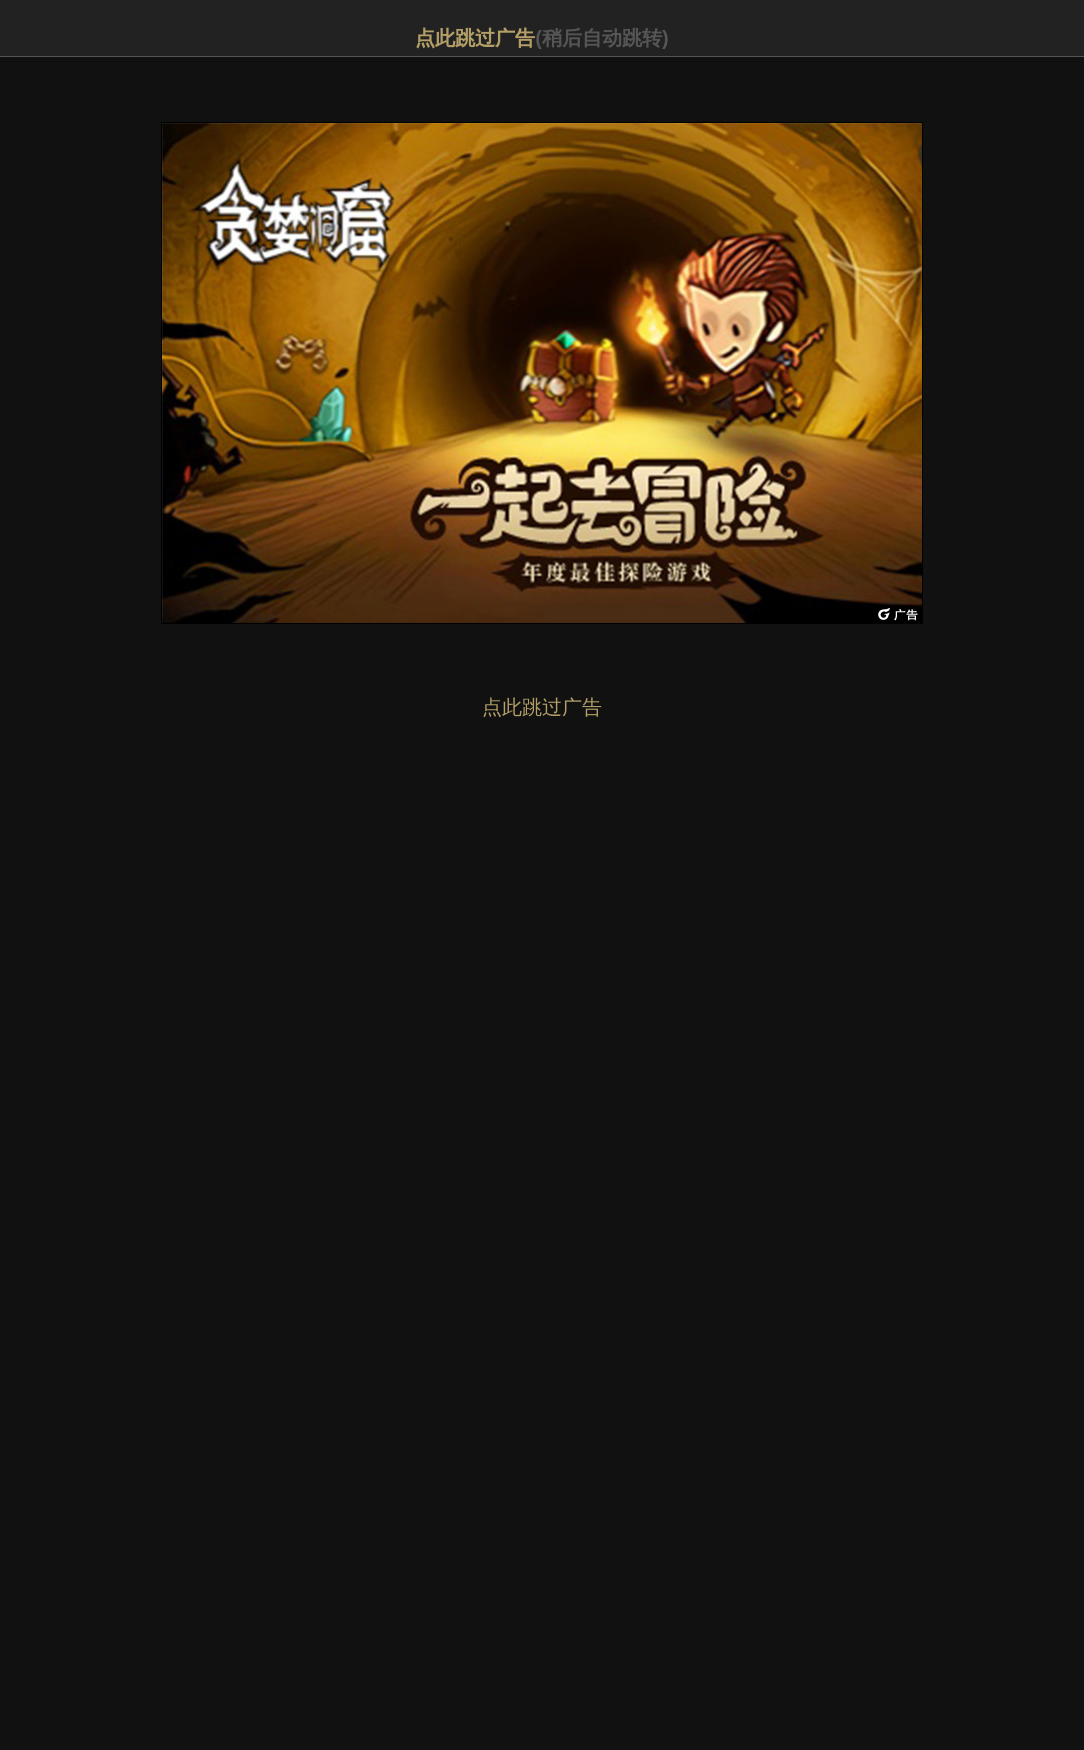 点此跳过广告(稍后自动跳转)
贪婪洞窟
一起去冒险
年度最佳探险游戏
广告
点此跳过广告